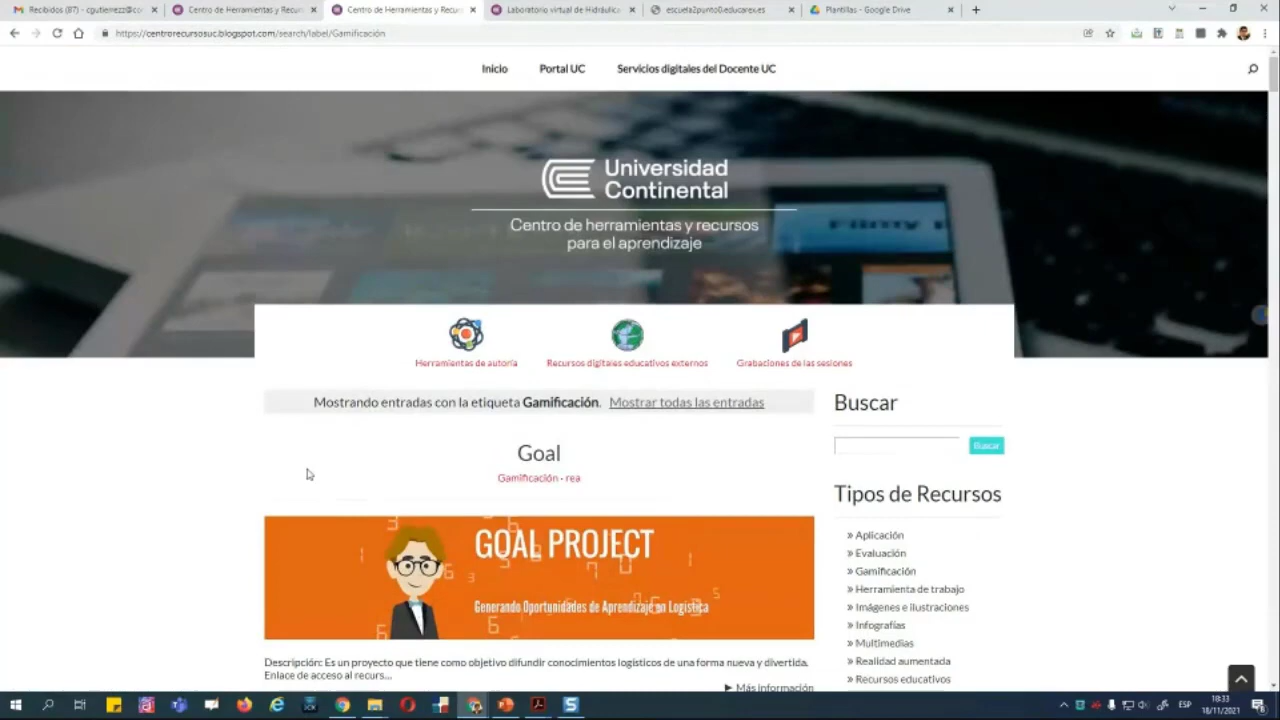 Recibidos (87) - cgutierrezz@co
Centro de Herramientas y Recur
Centro de Herramientas y Recur
Laboratorio virtual de Hidráulic
escuela2punto0.educarex.es
Plantillas - Google Drive
https://centrorecursosuc.blogspot.com/search/label/Gamificación
Inicio
Portal UC
Servicios digitales del Docente UC
Universidad
Continental
Centro de herramientas y recursos
para el aprendizaje
Herramientas de autoría
Recursos digitales educativos externos
Grabaciones de las sesiones
Mostrando entradas con la etiqueta Gamificación. Mostrar todas las entradas
Buscar
Buscar
Goal
Gamificación - rea
GOAL PROJECT
Generando Oportunidades de Aprendizaje en Logística
Descripción: Es un proyecto que tiene como objetivo difundir conocimientos logísticos de una forma nueva y divertida.
Enlace de acceso al recurs...
► Más información
Tipos de Recursos
» Aplicación
» Evaluación
» Gamificación
» Herramienta de trabajo
» Imágenes e ilustraciones
» Infografías
» Multimedias
» Realidad aumentada
» Recursos educativos
ESP
18:33
18/11/2021